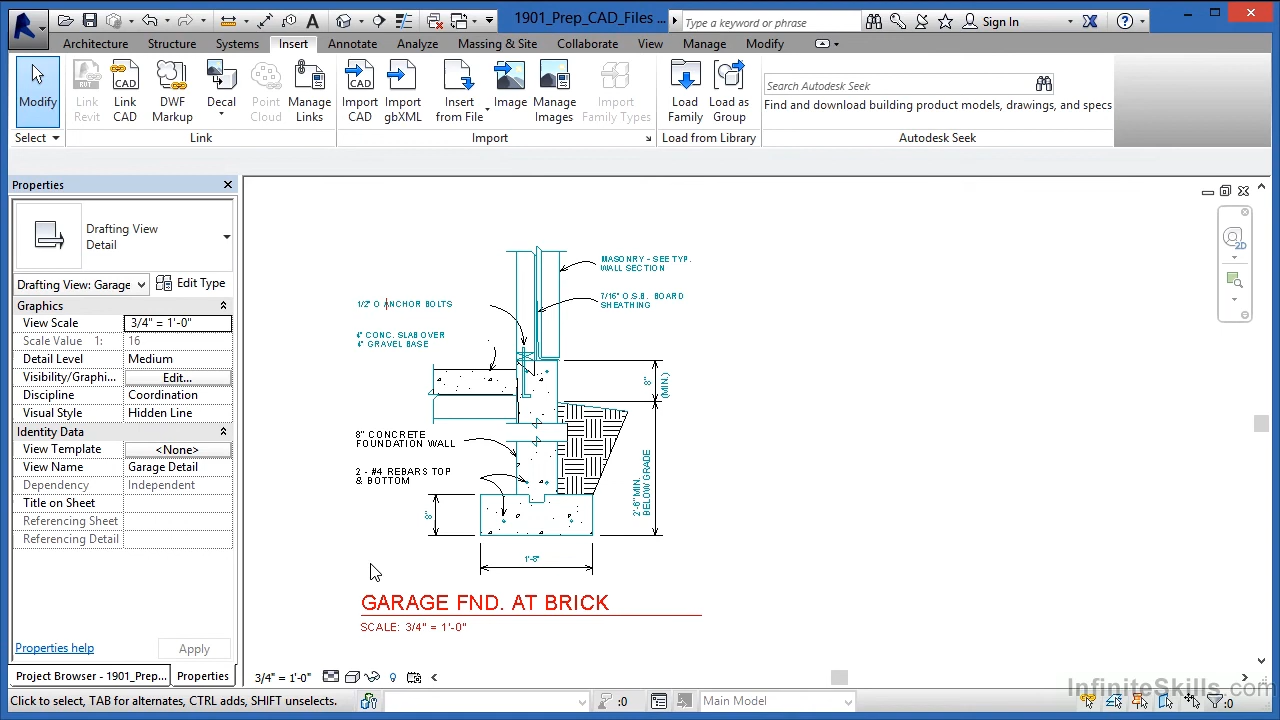 1901_Prep_CAD_Files ...
Type a keyword or phrase
Sign In
Architecture Structure Systems Insert Annotate Analyze Massing & Site Collaborate View Manage Modify
Modify
Link Revit
Link CAD
DWF Markup
Decal
Point Cloud
Manage Links
Import CAD
Import gbXML
Insert from File
Image
Manage Images
Import Family Types
Load Family
Load as Group
Search Autodesk Seek
Find and download building product models, drawings, and specs
Select
Link
Import
Load from Library
Autodesk Seek
Properties
Drafting View
Detail
Drawing View: Garage
Edit Type
Graphics
View Scale 3/4" = 1'-0"
Scale Value 1: 16
Detail Level Medium
Visibility/Graphi... Edit...
Discipline Coordination
Visual Style Hidden Line
Identity Data
View Template <None>
View Name Garage Detail
Dependency Independent
Title on Sheet
Referencing Sheet
Referencing Detail
Properties help
Apply
Project Browser - 1901_Prep...
Properties
MASONRY - SEE TYP.
WALL SECTION
7/16" O.S.B. BOARD
SHEATHING
1/2" O ANCHOR BOLTS
4" CONC. SLAB OVER
4" GRAVEL BASE
8"
(MIN.)
8" CONCRETE
FOUNDATION WALL
2 - #4 REBARS TOP
& BOTTOM
2'-6" MIN.
BELOW GRADE
8"
1'-8"
GARAGE FND. AT BRICK
SCALE: 3/4" = 1'-0"
3/4" = 1'-0"
Click to select, TAB for alternates, CTRL adds, SHIFT unselects.
:0
Main Model
:0
InfiniteSkills.com
2D